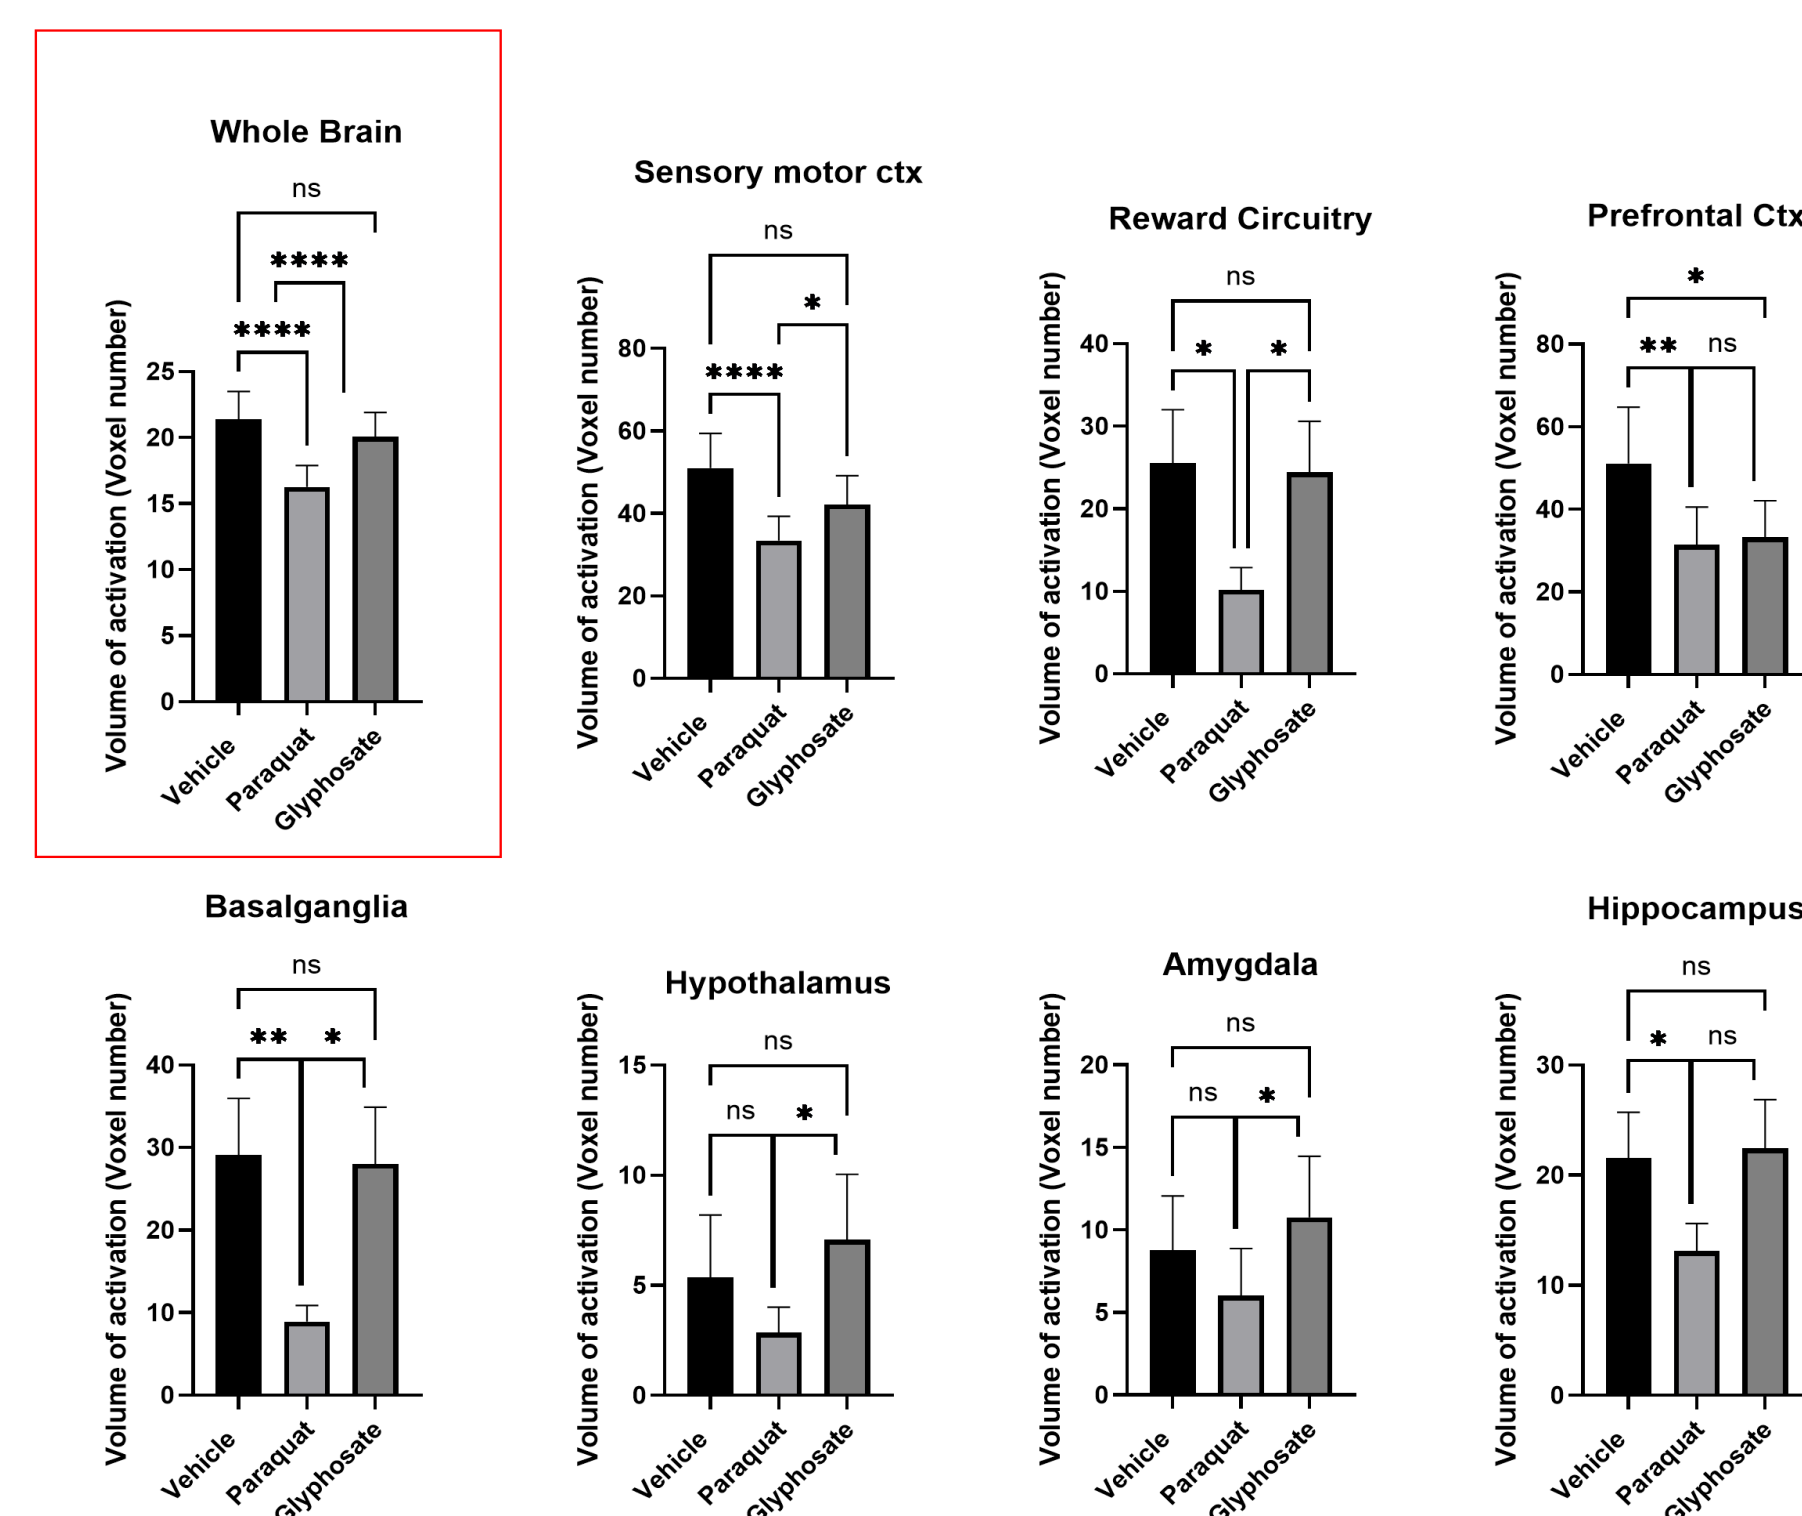 Whole Brain
ns
****
****
Volume of activation (Voxel number)
25
20
15
10
5
0
Vehicle
Paraquat
Glyphosate
Sensory motor ctx
ns
*
****
Volume of activation (Voxel number)
80
60
40
20
0
Vehicle
Paraquat
Glyphosate
Reward Circuitry
ns
* *
Volume of activation (Voxel number)
40
30
20
10
0
Vehicle
Paraquat
Glyphosate
Prefrontal Ctx
*
** ns
Volume of activation (Voxel number)
80
60
40
20
0
Vehicle
Paraquat
Glyphosate
Basalganglia
ns
** *
Volume of activation (Voxel number)
40
30
20
10
0
Vehicle
Paraquat
Glyphosate
Hypothalamus
ns
ns *
Volume of activation (Voxel number)
15
10
5
0
Vehicle
Paraquat
Glyphosate
Amygdala
ns
ns *
Volume of activation (Voxel number)
20
15
10
5
0
Vehicle
Paraquat
Glyphosate
Hippocampus
ns
* ns
Volume of activation (Voxel number)
30
20
10
0
Vehicle
Paraquat
Glyphosate